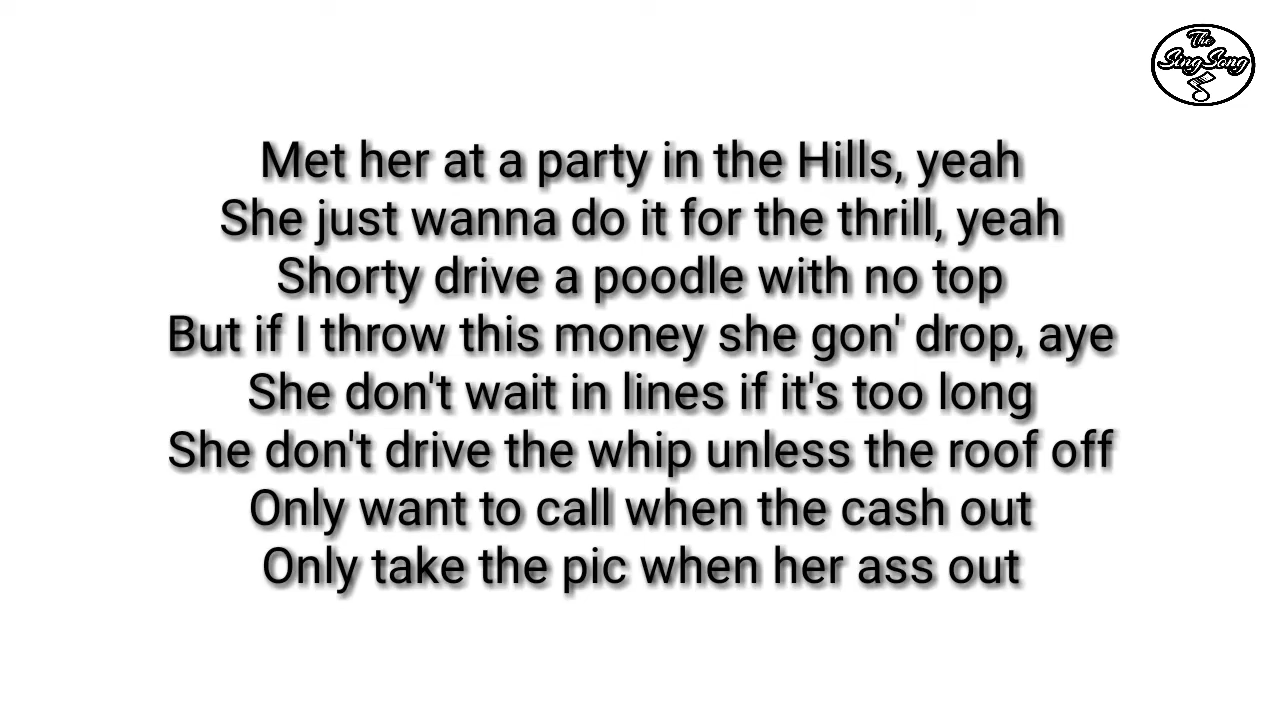 The
SingSong
Met her at a party in the Hills, yeah
She just wanna do it for the thrill, yeah
Shorty drive a poodle with no top
But if I throw this money she gon' drop, aye
She don't wait in lines if it's too long
She don't drive the whip unless the roof off
Only want to call when the cash out
Only take the pic when her ass out